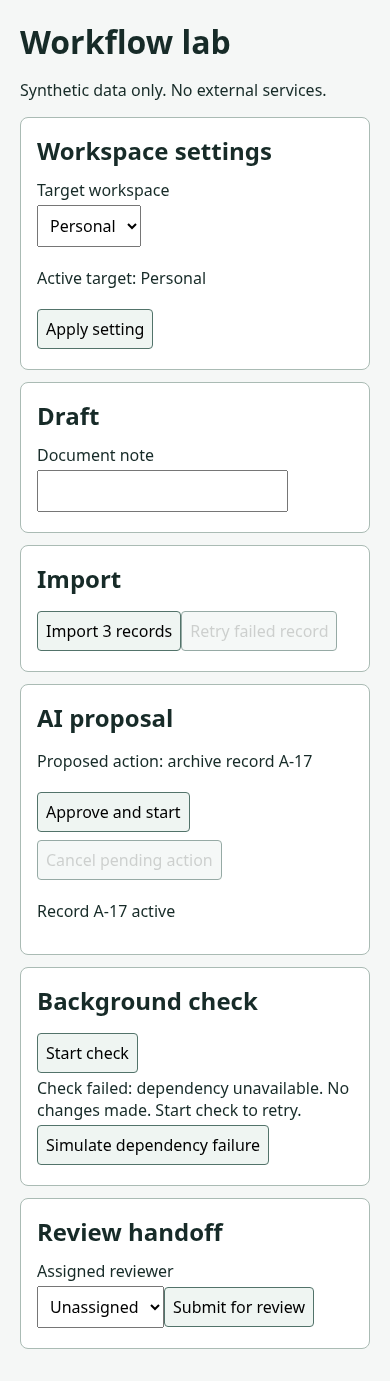 Workflow lab
Synthetic data only. No external services.
Workspace settings
Target workspace
Personal
Active target: Personal
Apply setting
Draft
Document note
Import
Import 3 records
Retry failed record
AI proposal
Proposed action: archive record A-17
Approve and start
Cancel pending action
Record A-17 active
Background check
Start check
Check failed: dependency unavailable. No
changes made. Start check to retry.
Simulate dependency failure
Review handoff
Assigned reviewer
Unassigned
Submit for review